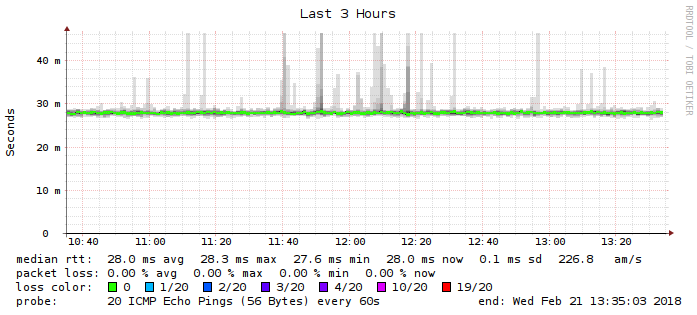 Last 3 Hours
RRDTOOL / TOBI OETIKER
Seconds
40 m
30 m
20 m
10 m
0
10:40 11:00 11:20 11:40 12:00 12:20 12:40 13:00 13:20
median rtt: 28.0 ms avg 28.3 ms max 27.6 ms min 28.0 ms now 0.1 ms sd 226.8 am/s
packet loss: 0.00 % avg 0.00 % max 0.00 % min 0.00 % now
loss color: 0 1/20 2/20 3/20 4/20 10/20 19/20
probe: 20 ICMP Echo Pings (56 Bytes) every 60s end: Wed Feb 21 13:35:03 2018